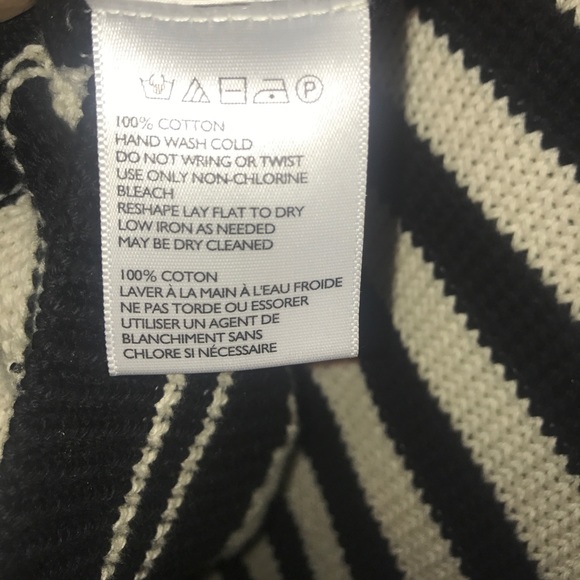 P
100% COTTON
HAND WASH COLD
DO NOT WRING OR TWIST
USE ONLY NON-CHLORINE
BLEACH
RESHAPE LAY FLAT TO DRY
LOW IRON AS NEEDED
MAY BE DRY CLEANED
100% COTON
LAVER À LA MAIN À L'EAU FROIDE
NE PAS TORDE OU ESSORER
UTILISER UN AGENT DE
BLANCHIMENT SANS
CHLORE SI NÉCESSAIRE